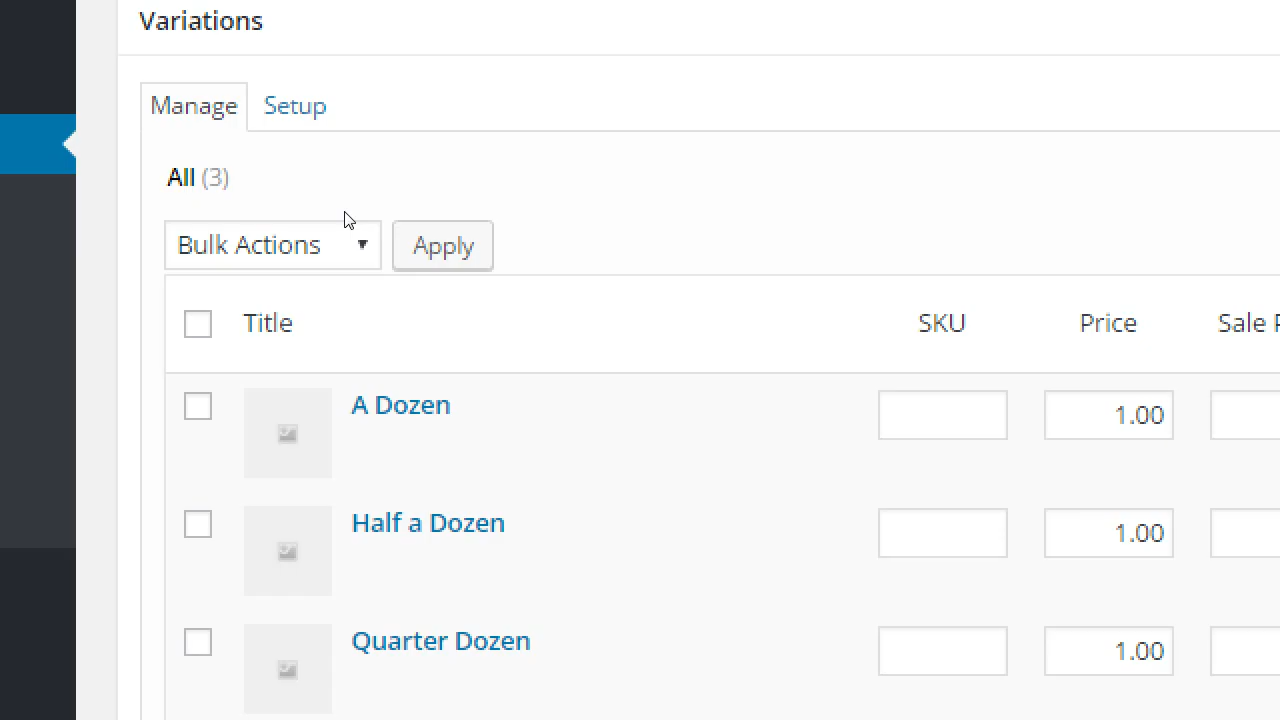 Variations
Manage Setup
All (3)
Bulk Actions Apply
Title SKU Price Sale
A Dozen 1.00
Half a Dozen 1.00
Quarter Dozen 1.00